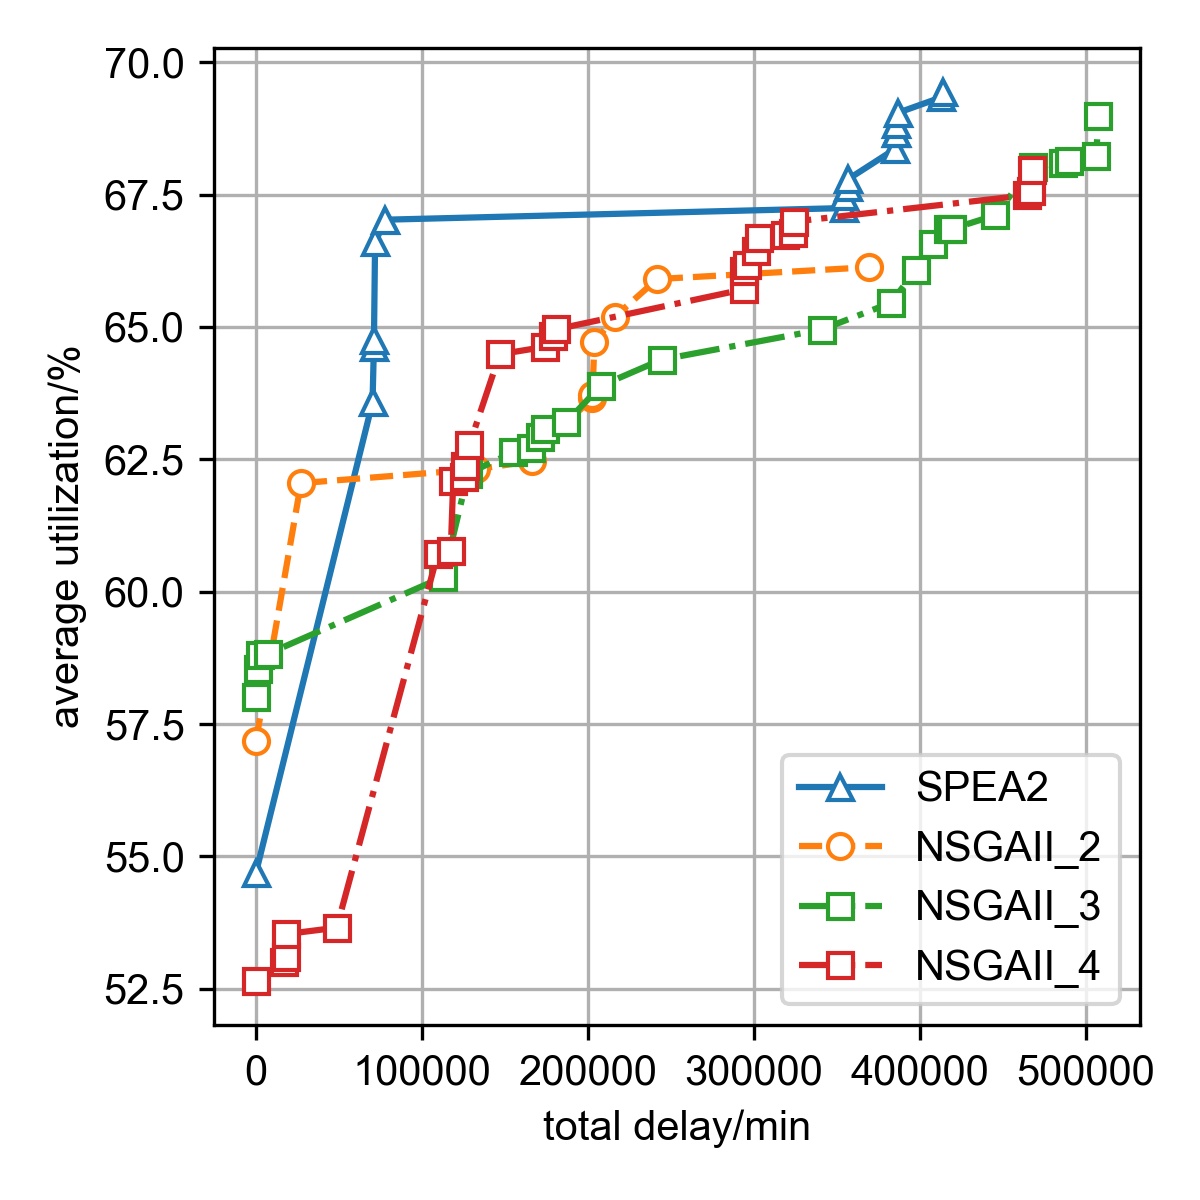 70.0
67.5
65.0
62.5
60.0
57.5
55.0
52.5
average utilization/%
SPEA2
NSGAII_2
NSGAII_3
NSGAII_4
0 100000 200000 300000 400000 500000
total delay/min